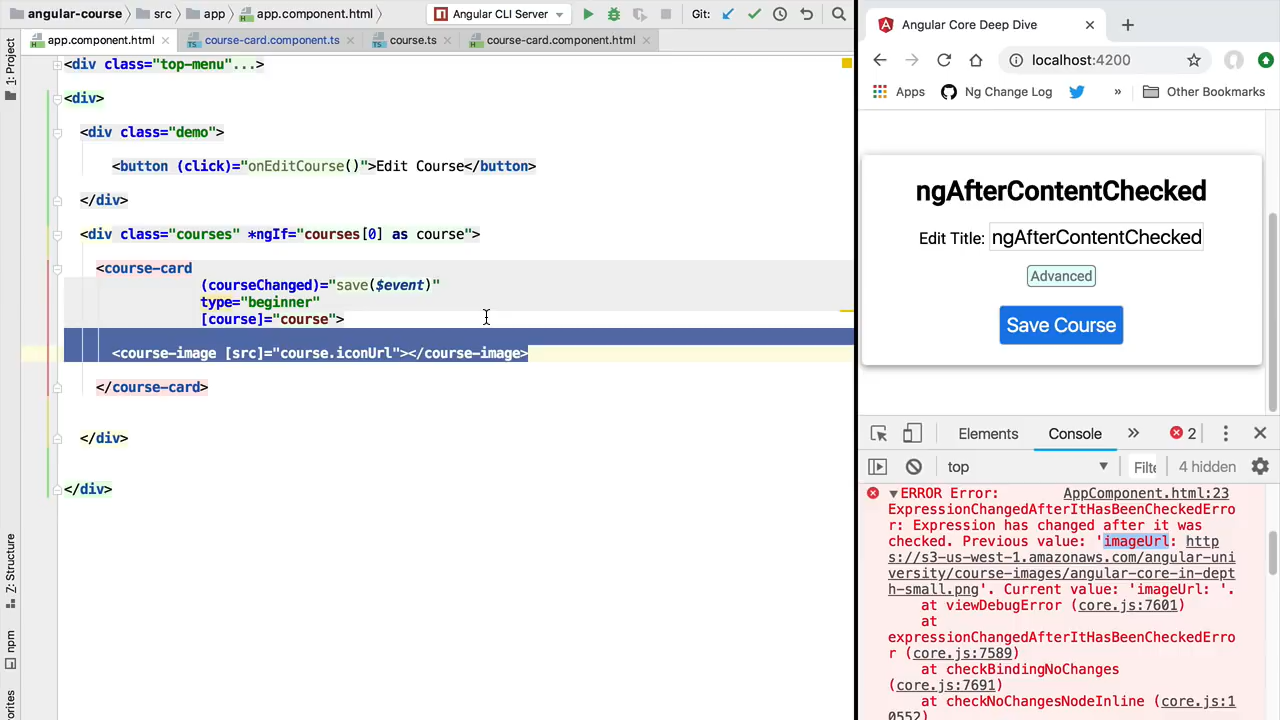 angular-course src app app.component.html Angular CLI Server Git:
app.component.html course-card.component.ts course.ts course-card.component.html
1: Project
Z: Structure
npm
<div class="top-menu"...>
<div>
<div class="demo">
<button (click)="onEditCourse()">Edit Course</button>
</div>
<div class="courses" *ngIf="courses[0] as course">
<course-card
(courseChanged)="save($event)"
type="beginner"
[course]="course">
<course-image [src]="course.iconUrl"></course-image>
</course-card>
</div>
</div>
Angular Core Deep Dive
localhost:4200
Apps Ng Change Log » Other Bookmarks
ngAfterContentChecked
Edit Title: ngAfterContentChecked
Advanced
Save Course
Elements Console » 2
top Filte 4 hidden
ERROR Error: AppComponent.html:23
ExpressionChangedAfterItHasBeenCheckedErro
r: Expression has changed after it was
checked. Previous value: 'imageUrl: http
s://s3-us-west-1.amazonaws.com/angular-uni
versity/course-images/angular-core-in-dept
h-small.png'. Current value: 'imageUrl: '.
at viewDebugError (core.js:7601)
at
expressionChangedAfterItHasBeenCheckedErro
r (core.js:7589)
at checkBindingNoChanges
(core.js:7691)
at checkNoChangesNodeInline (core.js:1
0552)